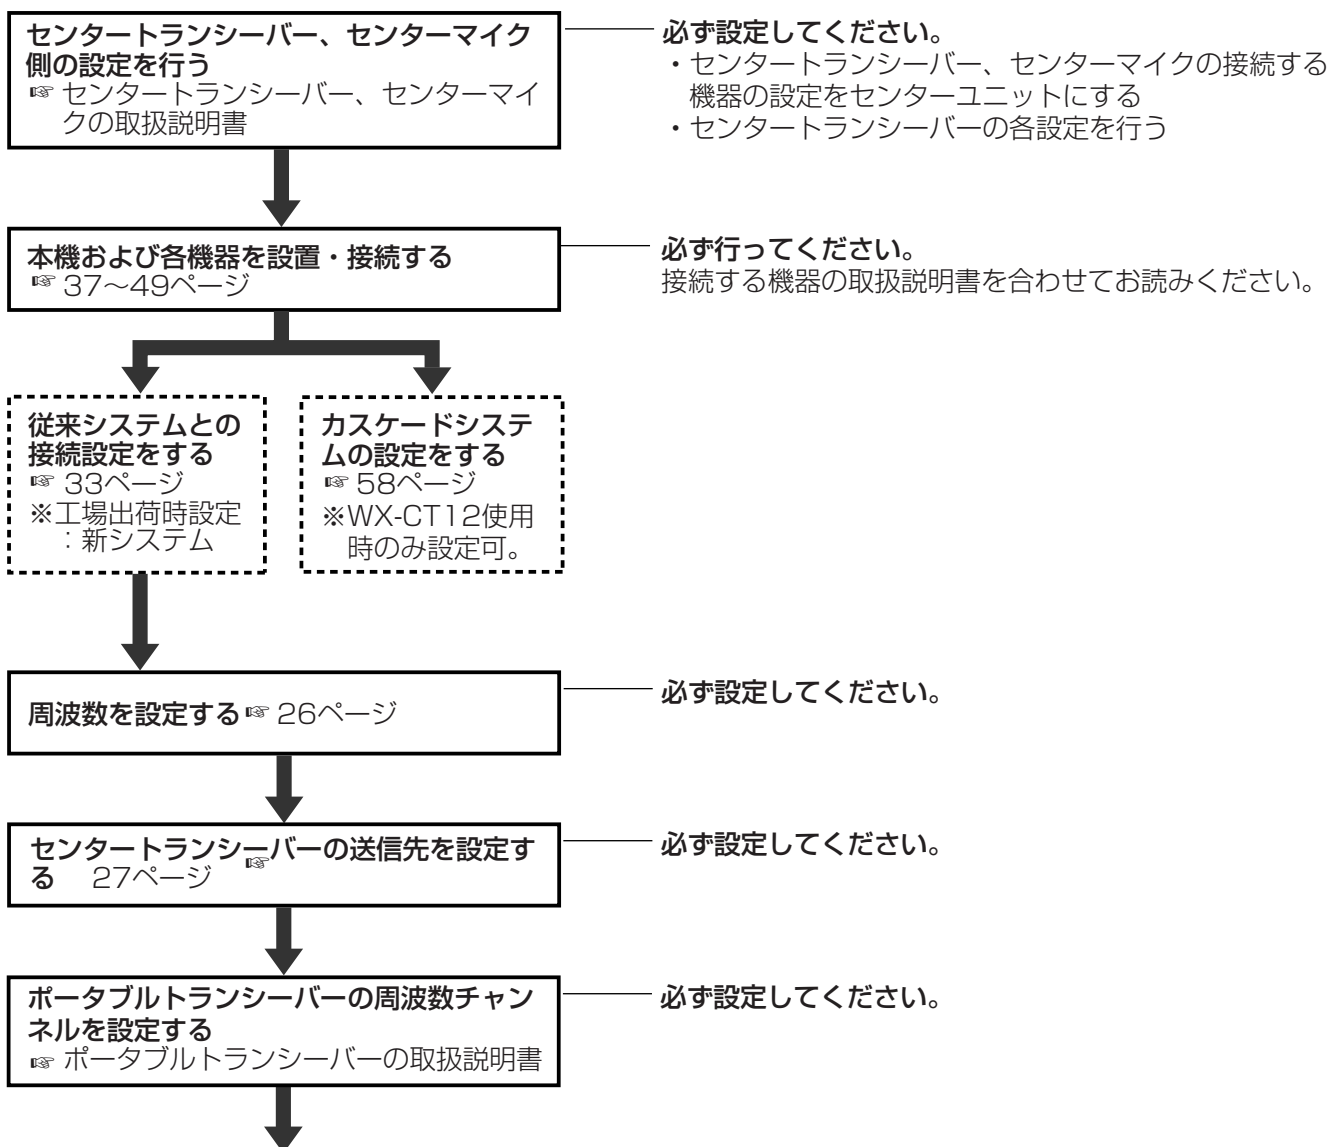 センタートランシーバー、センターマイク
側の設定を行う
☞ センタートランシーバー、センターマイ
クの取扱説明書
必ず設定してください。
・センタートランシーバー、センターマイクの接続する
機器の設定をセンターユニットにする
・センタートランシーバーの各設定を行う
本機および各機器を設置・接続する
☞ 37～49ページ
必ず行ってください。
接続する機器の取扱説明書を合わせてお読みください。
従来システムとの
接続設定をする
☞ 33ページ
※工場出荷時設定
：新システム
カスケードシステ
ムの設定をする
☞ 58ページ
※WX-CT12使用
時のみ設定可。
周波数を設定する ☞ 26ページ
必ず設定してください。
センタートランシーバーの送信先を設定す
る ☞ 27ページ
必ず設定してください。
ポータブルトランシーバーの周波数チャン
ネルを設定する
☞ ポータブルトランシーバーの取扱説明書
必ず設定してください。